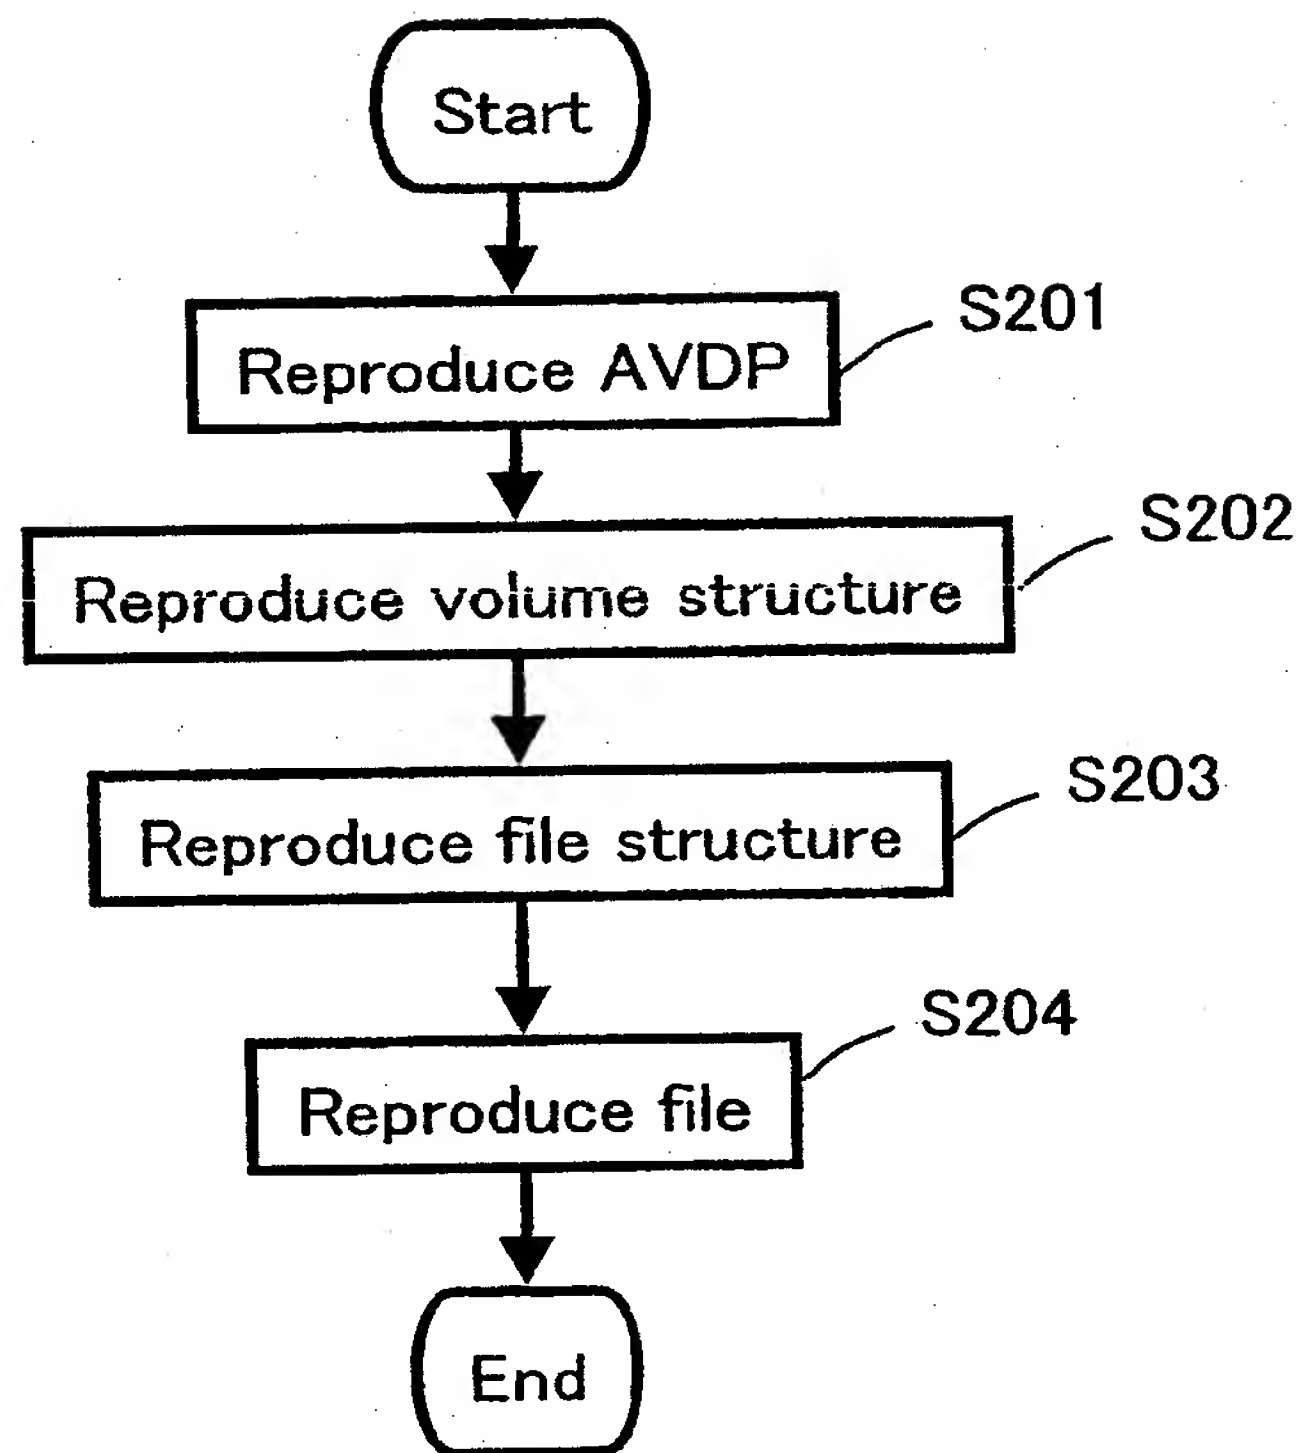 Start
Reproduce AVDP
S201
Reproduce volume structure
S202
Reproduce file structure
S203
Reproduce file
S204
End